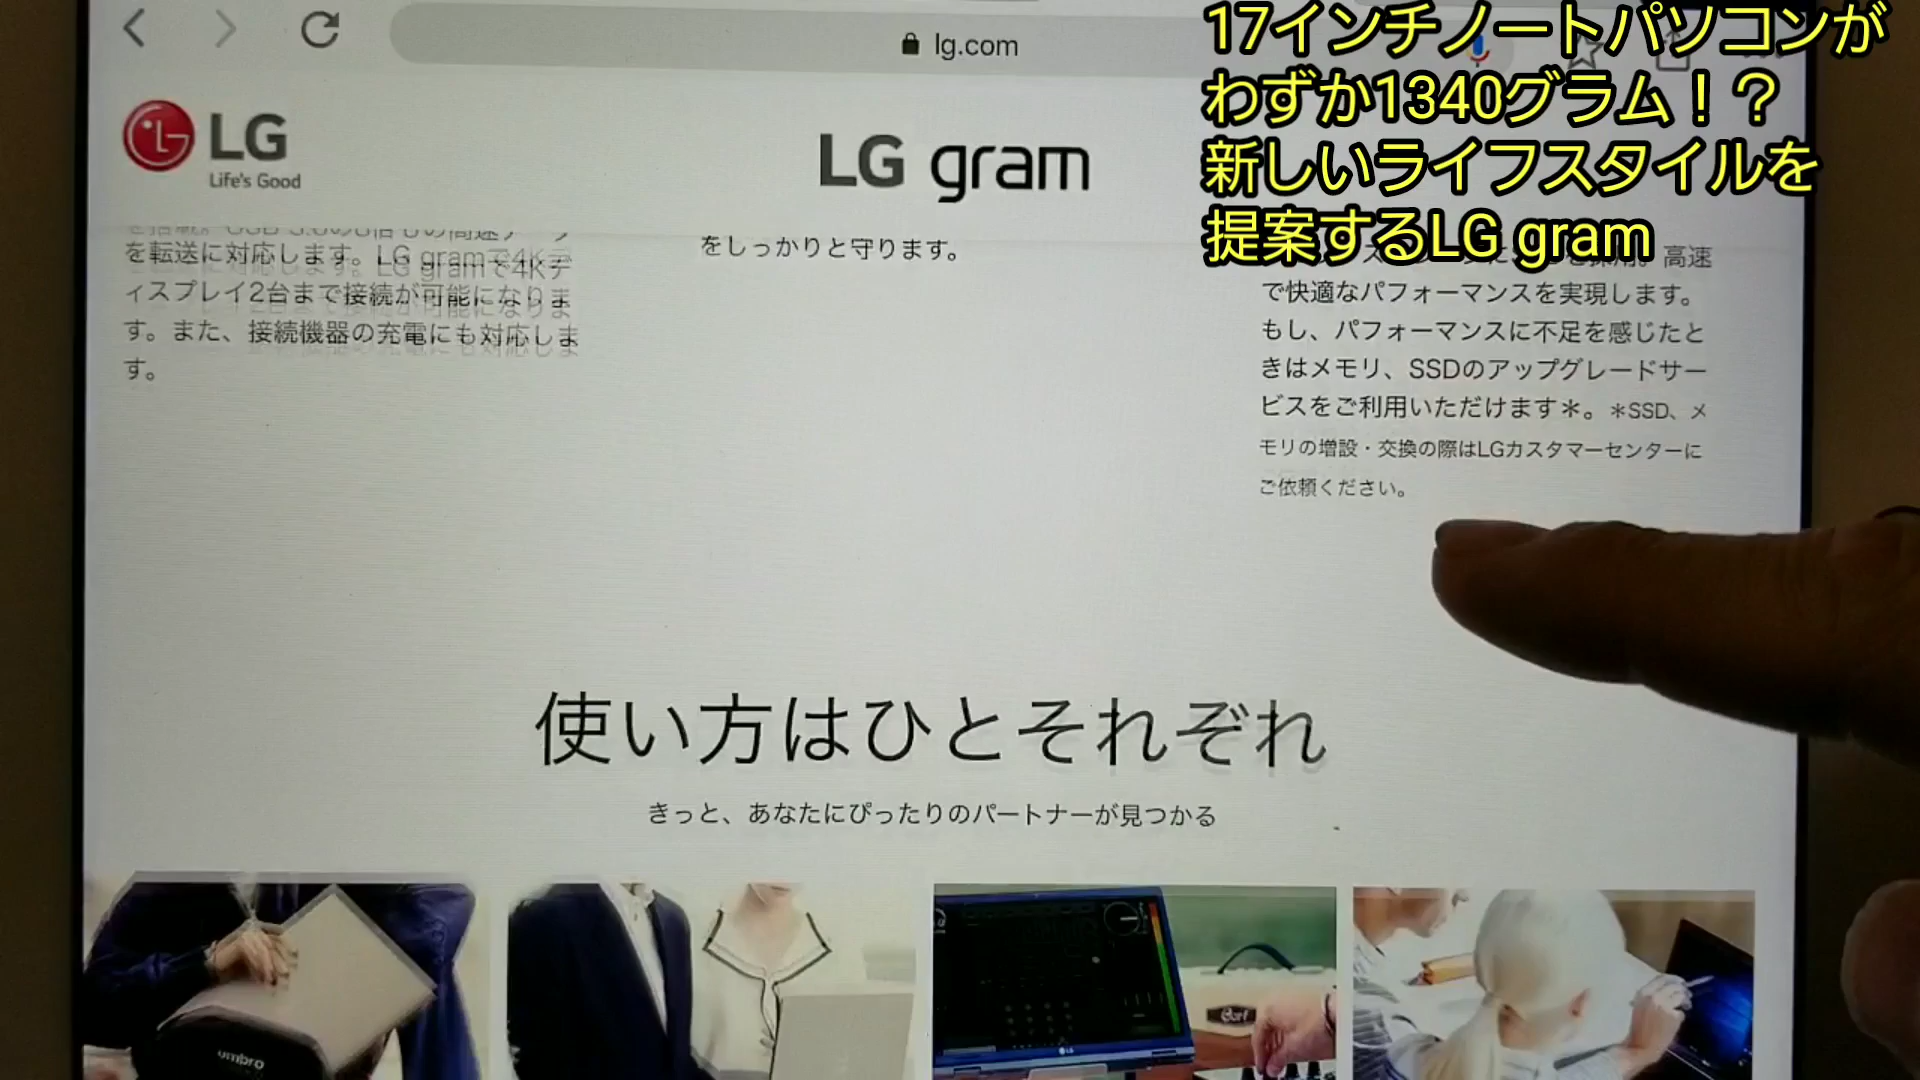 17インチノートパソコンが
わずか1340グラム！？
新しいライフスタイルを
提案するLG gram
lg.com
LG
Life's Good
LG gram
を転送に対応します。LG gramで4Kデ
ィスプレイ2台まで接続が可能になりま
す。また、接続機器の充電にも対応しま
す。
をしっかりと守ります。
高速
で快適なパフォーマンスを実現します。
もし、パフォーマンスに不足を感じたと
きはメモリ、SSDのアップグレードサー
ビスをご利用いただけます＊。＊SSD、メ
モリの増設・交換の際はLGカスタマーセンターに
ご依頼ください。
使い方はひとそれぞれ
きっと、あなたにぴったりのパートナーが見つかる
umbro
LG